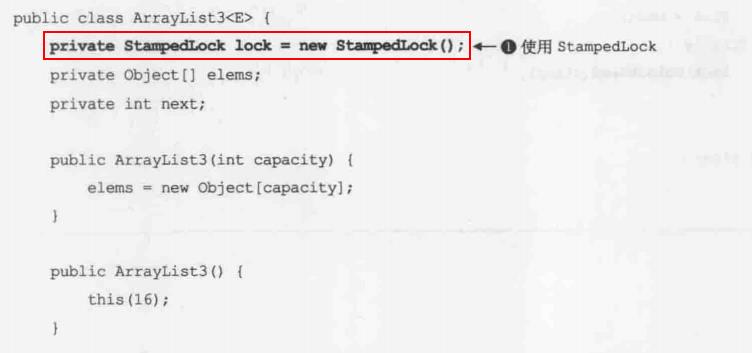 public class ArrayList3<E> {
private StampedLock lock = new StampedLock(); ← ❶ 使用 StampedLock
private Object[] elems;
private int next;
public ArrayList3(int capacity) {
elems = new Object[capacity];
}
public ArrayList3() {
this(16);
}